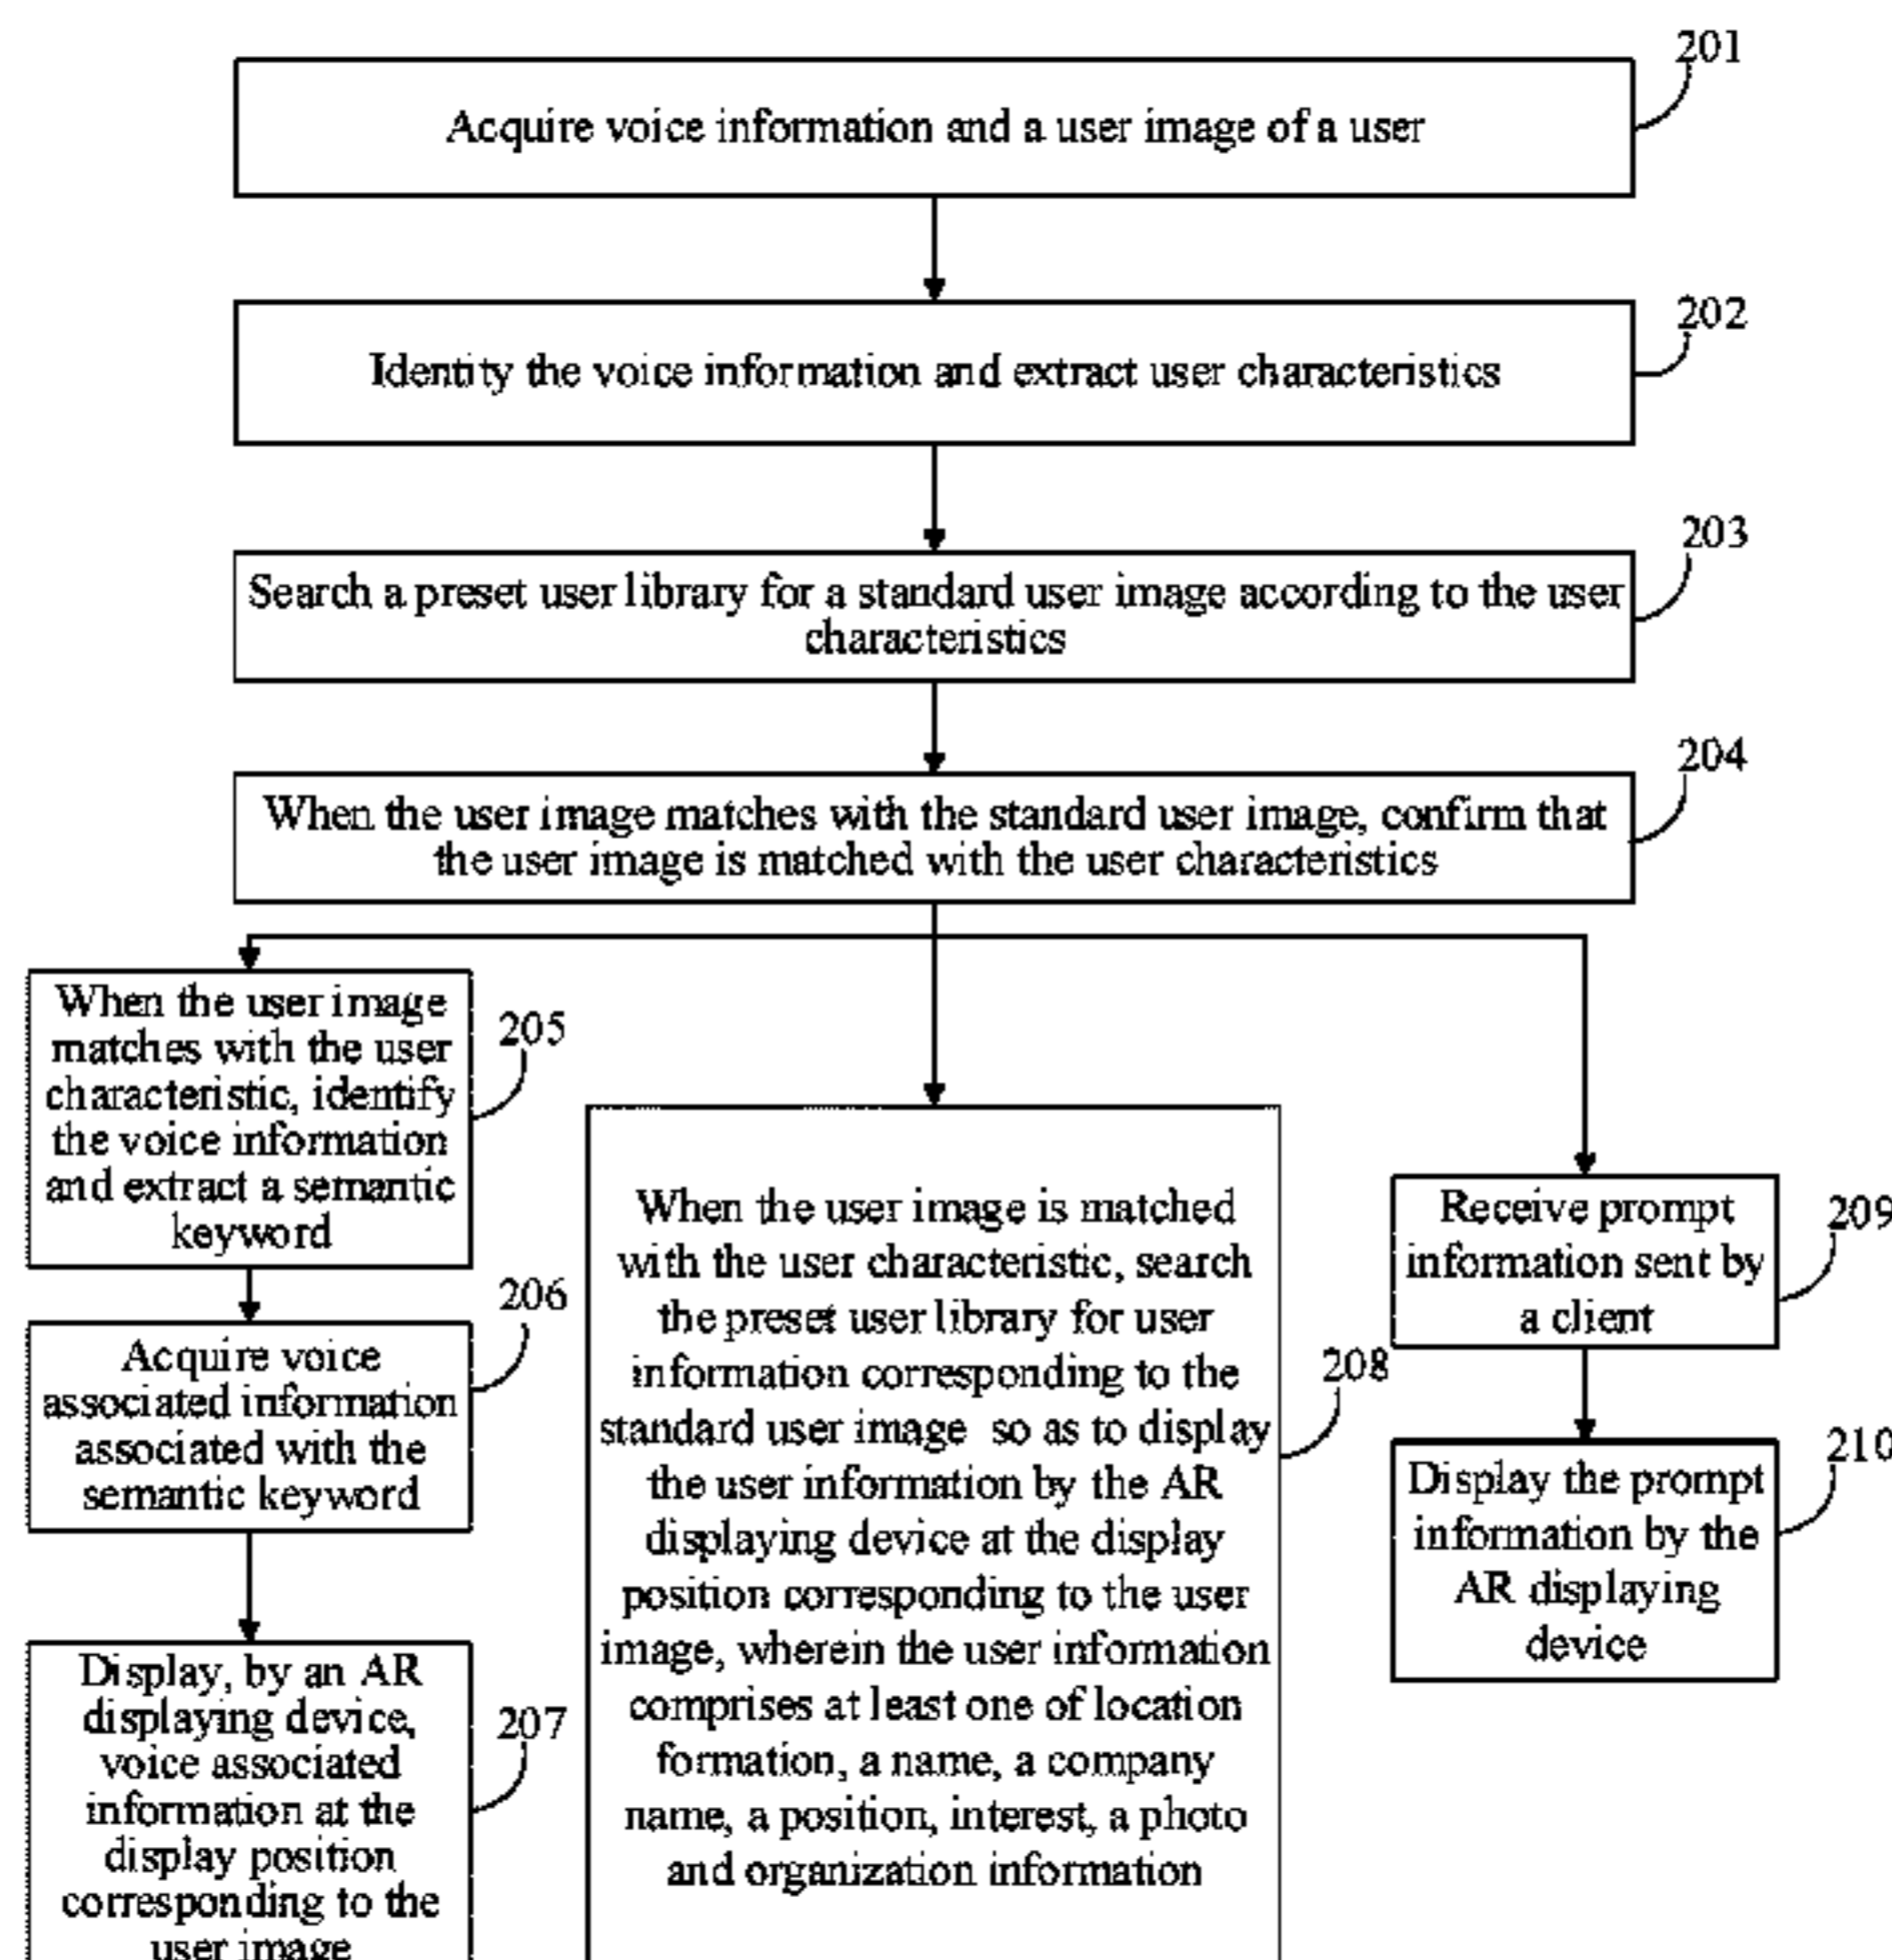 201
Acquire voice information and a user image of a user
202
Identity the voice information and extract user characteristics
203
Search a preset user library for a standard user image according to the user
characteristics
204
When the user image matches with the standard user image, confirm that
the user image is matched with the user characteristics
When the user image
matches with the user
characteristic, identify
the voice information
and extract a semantic
keyword
205
Acquire voice
associated information
associated with the
semantic keyword
206
Display, by an AR
displaying device,
voice associated
information at the
display position
corresponding to the
user image
207
When the user image is matched
with the user characteristic, search
the preset user library for user
information corresponding to the
standard user image so as to display
the user information by the AR
displaying device at the display
position corresponding to the user
image, wherein the user information
comprises at least one of location
formation, a name, a company
name, a position, interest, a photo
and organization information
208
Receive prompt
information sent by
a client
209
Display the prompt
information by the
AR displaying
device
210